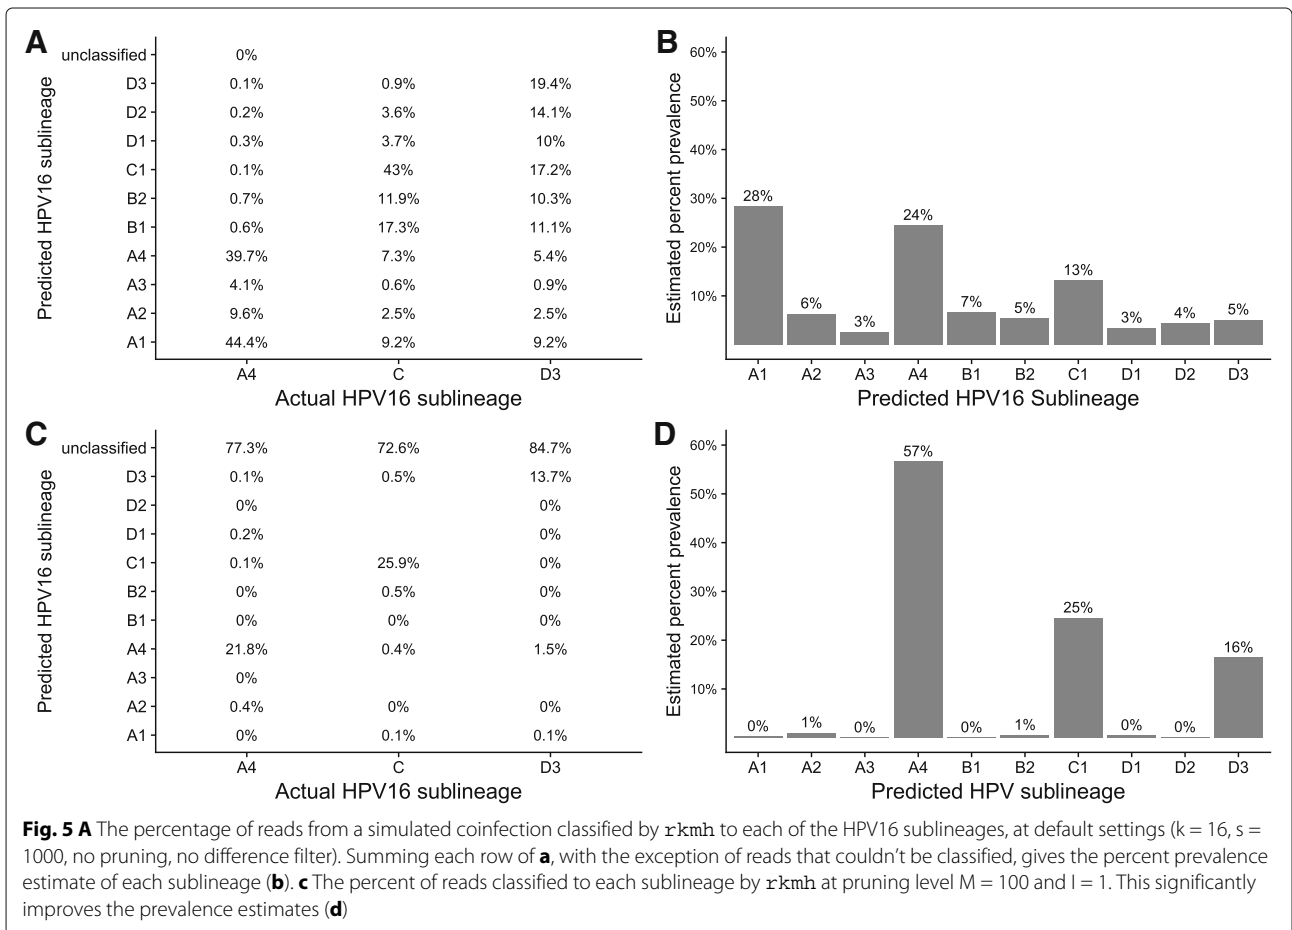 A
unclassified 0%
D3 0.1% 0.9% 19.4%
D2 0.2% 3.6% 14.1%
D1 0.3% 3.7% 10%
C1 0.1% 43% 17.2%
B2 0.7% 11.9% 10.3%
B1 0.6% 17.3% 11.1%
A4 39.7% 7.3% 5.4%
A3 4.1% 0.6% 0.9%
A2 9.6% 2.5% 2.5%
A1 44.4% 9.2% 9.2%
A4 C D3
Predicted HPV16 sublineage
Actual HPV16 sublineage
B
60%
50%
40%
30%
20%
10%
Estimated percent prevalence
28% 6% 3% 24% 7% 5% 13% 3% 4% 5%
A1 A2 A3 A4 B1 B2 C1 D1 D2 D3
Predicted HPV16 Sublineage
C
unclassified 77.3% 72.6% 84.7%
D3 0.1% 0.5% 13.7%
D2 0% 0%
D1 0.2% 0%
C1 0.1% 25.9% 0%
B2 0% 0.5% 0%
B1 0% 0% 0%
A4 21.8% 0.4% 1.5%
A3 0%
A2 0.4% 0% 0%
A1 0% 0.1% 0.1%
A4 C D3
Predicted HPV16 sublineage
Actual HPV16 sublineage
D
60%
50%
40%
30%
20%
10%
Estimated percent prevalence
0% 1% 0% 57% 0% 1% 25% 0% 0% 16%
A1 A2 A3 A4 B1 B2 C1 D1 D2 D3
Predicted HPV sublineage
Fig. 5 A The percentage of reads from a simulated coinfection classified by rkmh to each of the HPV16 sublineages, at default settings (k = 16, s =
1000, no pruning, no difference filter). Summing each row of a, with the exception of reads that couldn't be classified, gives the percent prevalence
estimate of each sublineage (b). c The percent of reads classified to each sublineage by rkmh at pruning level M = 100 and I = 1. This significantly
improves the prevalence estimates (d)